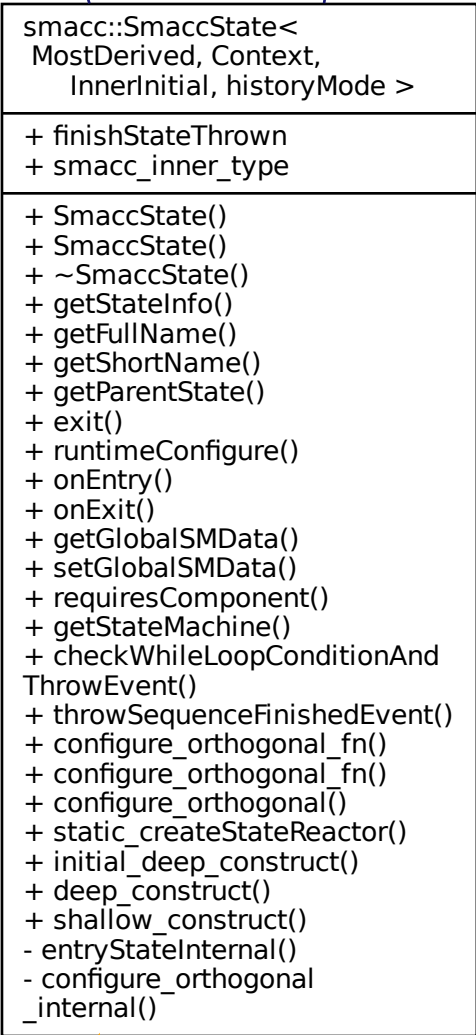 smacc::SmaccState<
MostDerived, Context,
InnerInitial, historyMode >
+ finishStateThrown
+ smacc_inner_type
+ SmaccState()
+ SmaccState()
+ ~SmaccState()
+ getStateInfo()
+ getFullName()
+ getShortName()
+ getParentState()
+ exit()
+ runtimeConfigure()
+ onEntry()
+ onExit()
+ getGlobalSMData()
+ setGlobalSMData()
+ requiresComponent()
+ getStateMachine()
+ checkWhileLoopConditionAnd
ThrowEvent()
+ throwSequenceFinishedEvent()
+ configure_orthogonal_fn()
+ configure_orthogonal_fn()
+ configure_orthogonal()
+ static_createStateReactor()
+ initial_deep_construct()
+ deep_construct()
+ shallow_construct()
- entryStateInternal()
- configure_orthogonal
_internal()